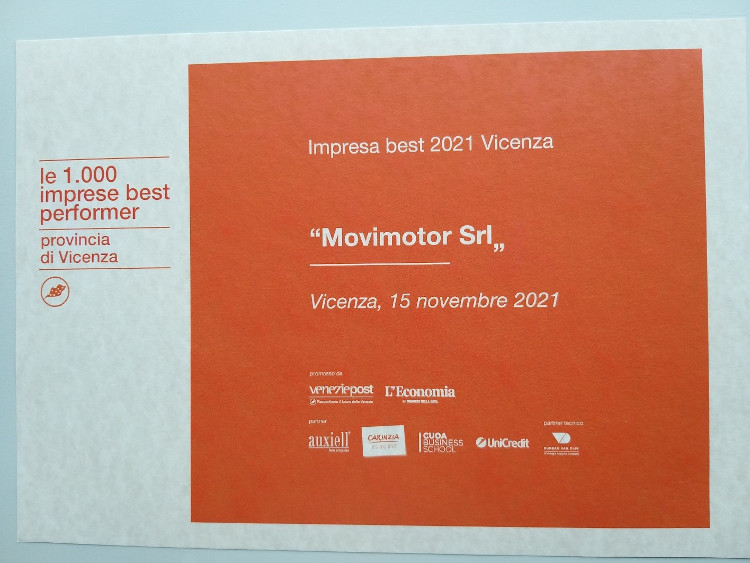 le 1.000
imprese best
performer
provincia
di Vicenza
Impresa best 2021 Vicenza
“Movimotor Srl„
Vicenza, 15 novembre 2021
promosso da
veneziepost
L'Economia
partner
auxiell
CARINZIA
CUOA
BUSINESS
SCHOOL
UniCredit
partner tecnico